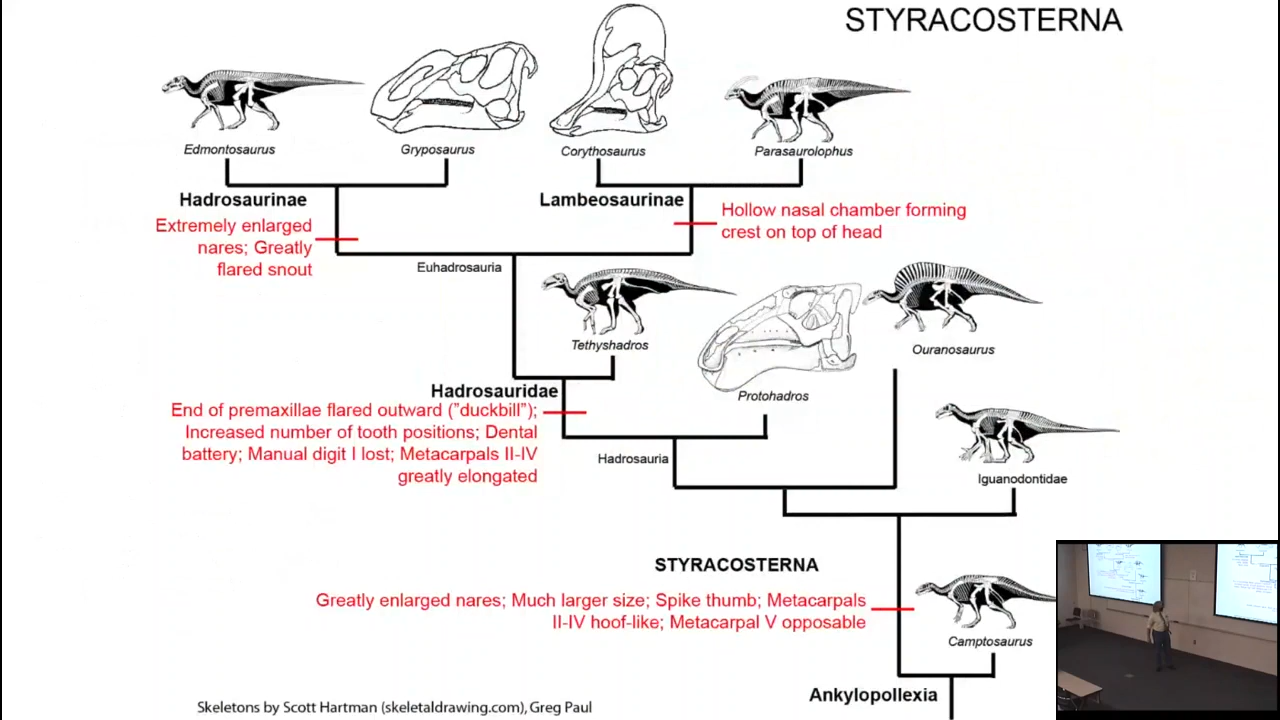 STYRACOSTERNA
Edmontosaurus
Gryposaurus
Corythosaurus
Parasaurolophus
Hadrosaurinae
Lambeosaurinae
Extremely enlarged
nares; Greatly
flared snout
Hollow nasal chamber forming
crest on top of head
Euhadrosauria
Tethyshadros
Ouranosaurus
Protohadros
Hadrosauridae
End of premaxillae flared outward (”duckbill”);
Increased number of tooth positions; Dental
battery; Manual digit I lost; Metacarpals II-IV
greatly elongated
Hadrosauria
Iguanodontidae
STYRACOSTERNA
Greatly enlarged nares; Much larger size; Spike thumb; Metacarpals
II-IV hoof-like; Metacarpal V opposable
Camptosaurus
Ankylopollexia
Skeletons by Scott Hartman (skeletaldrawing.com), Greg Paul